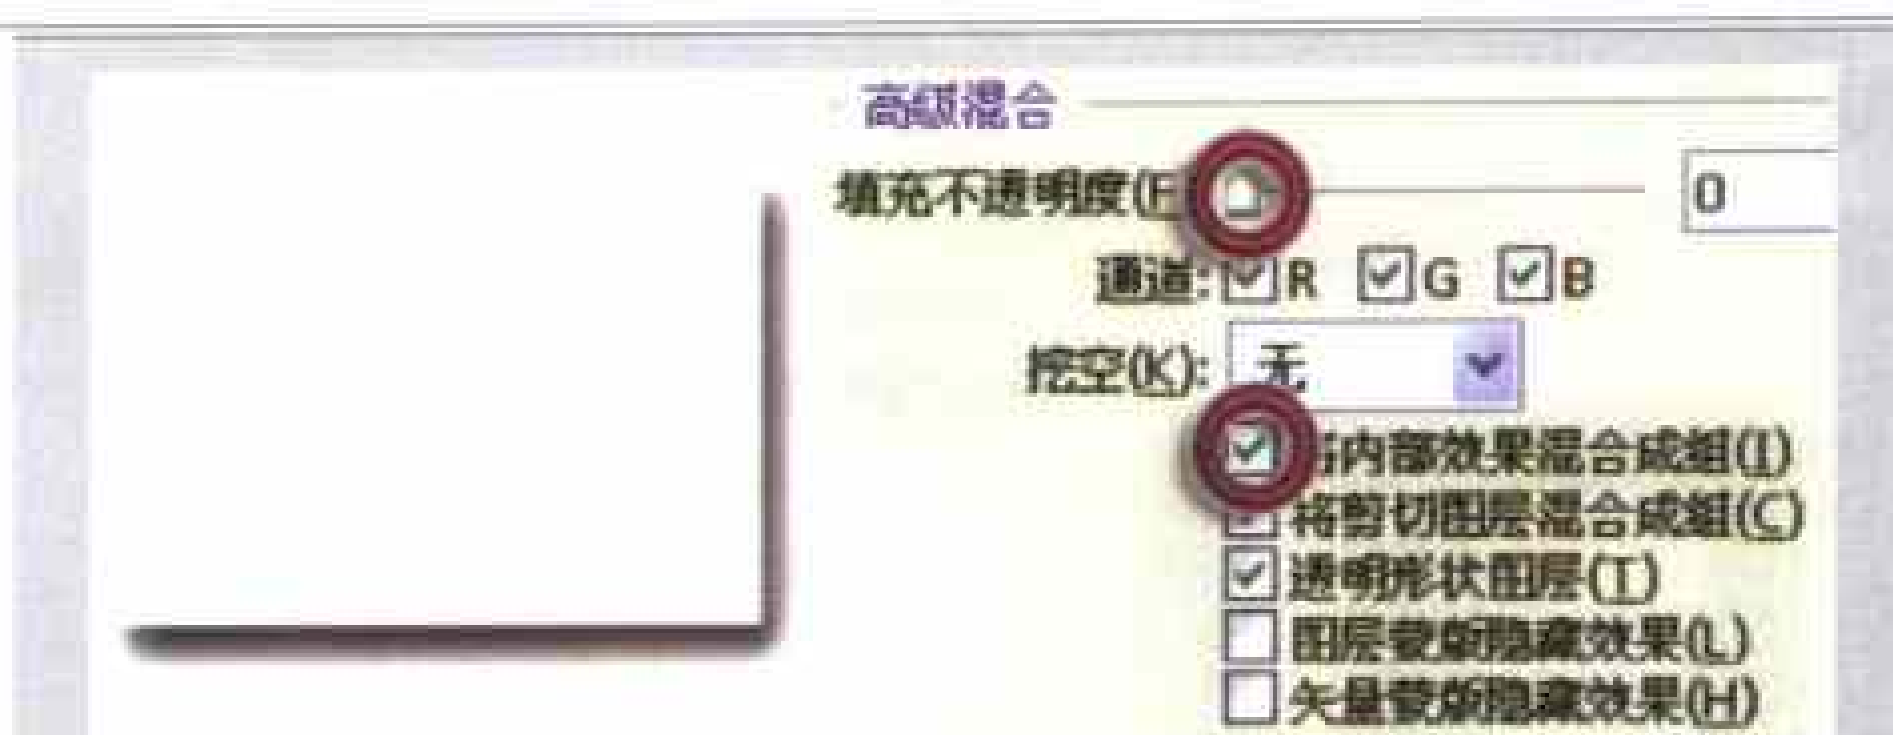 高级混合
填充不透明度(F 0
通道: R G B
挖空(K): 无
内部效果混合成组(I)
将剪切图层混合成组(C)
透明形状图层(T)
图层蒙版隐藏效果(L)
矢量蒙版隐藏效果(H)